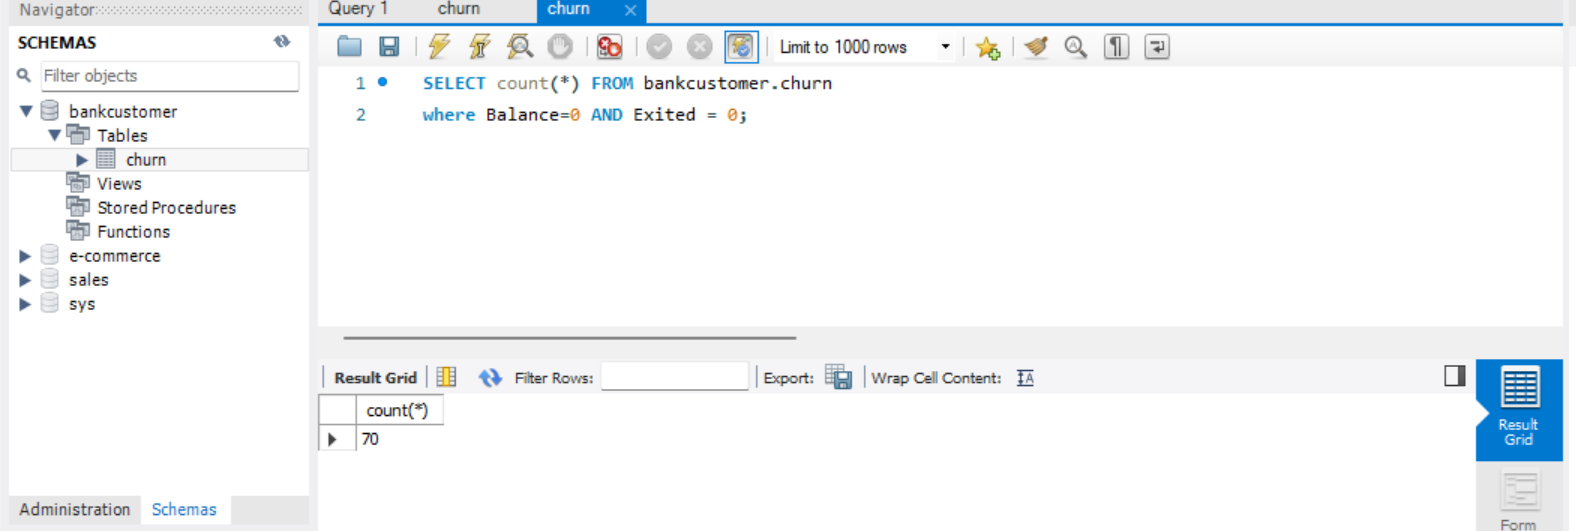 Navigator
SCHEMAS
Filter objects
bankcustomer
Tables
churn
Views
Stored Procedures
Functions
e-commerce
sales
sys
Administration Schemas
Query 1 churn churn
Limit to 1000 rows
1 SELECT count(*) FROM bankcustomer.churn
2 where Balance=0 AND Exited = 0;
Result Grid Filter Rows: Export: Wrap Cell Content:
count(*)
70
Result
Grid
Form